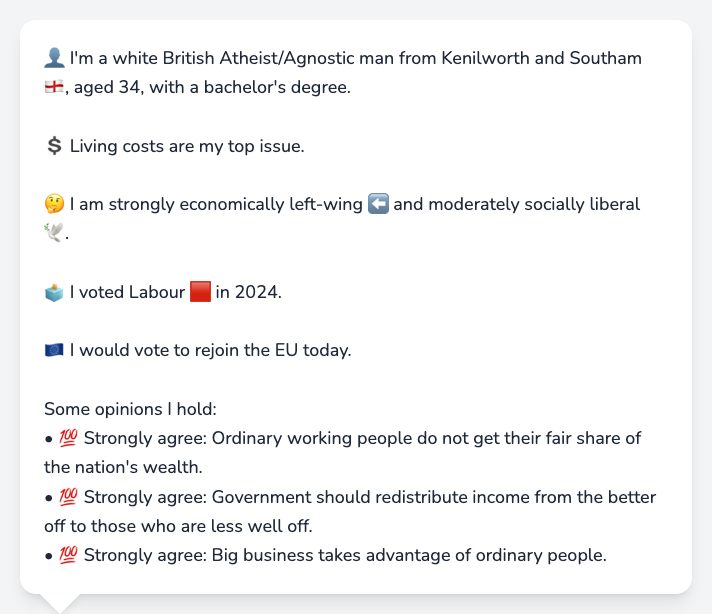 👤 I'm a white British Atheist/Agnostic man from Kenilworth and Southam
🏴󠁧󠁢󠁥󠁮󠁧󠁿, aged 34, with a bachelor's degree.
💲 Living costs are my top issue.
🤔 I am strongly economically left-wing ⬅️ and moderately socially liberal
🕊️.
🗳️ I voted Labour 🟥 in 2024.
🇪🇺 I would vote to rejoin the EU today.
Some opinions I hold:
• 💯 Strongly agree: Ordinary working people do not get their fair share of
the nation's wealth.
• 💯 Strongly agree: Government should redistribute income from the better
off to those who are less well off.
• 💯 Strongly agree: Big business takes advantage of ordinary people.